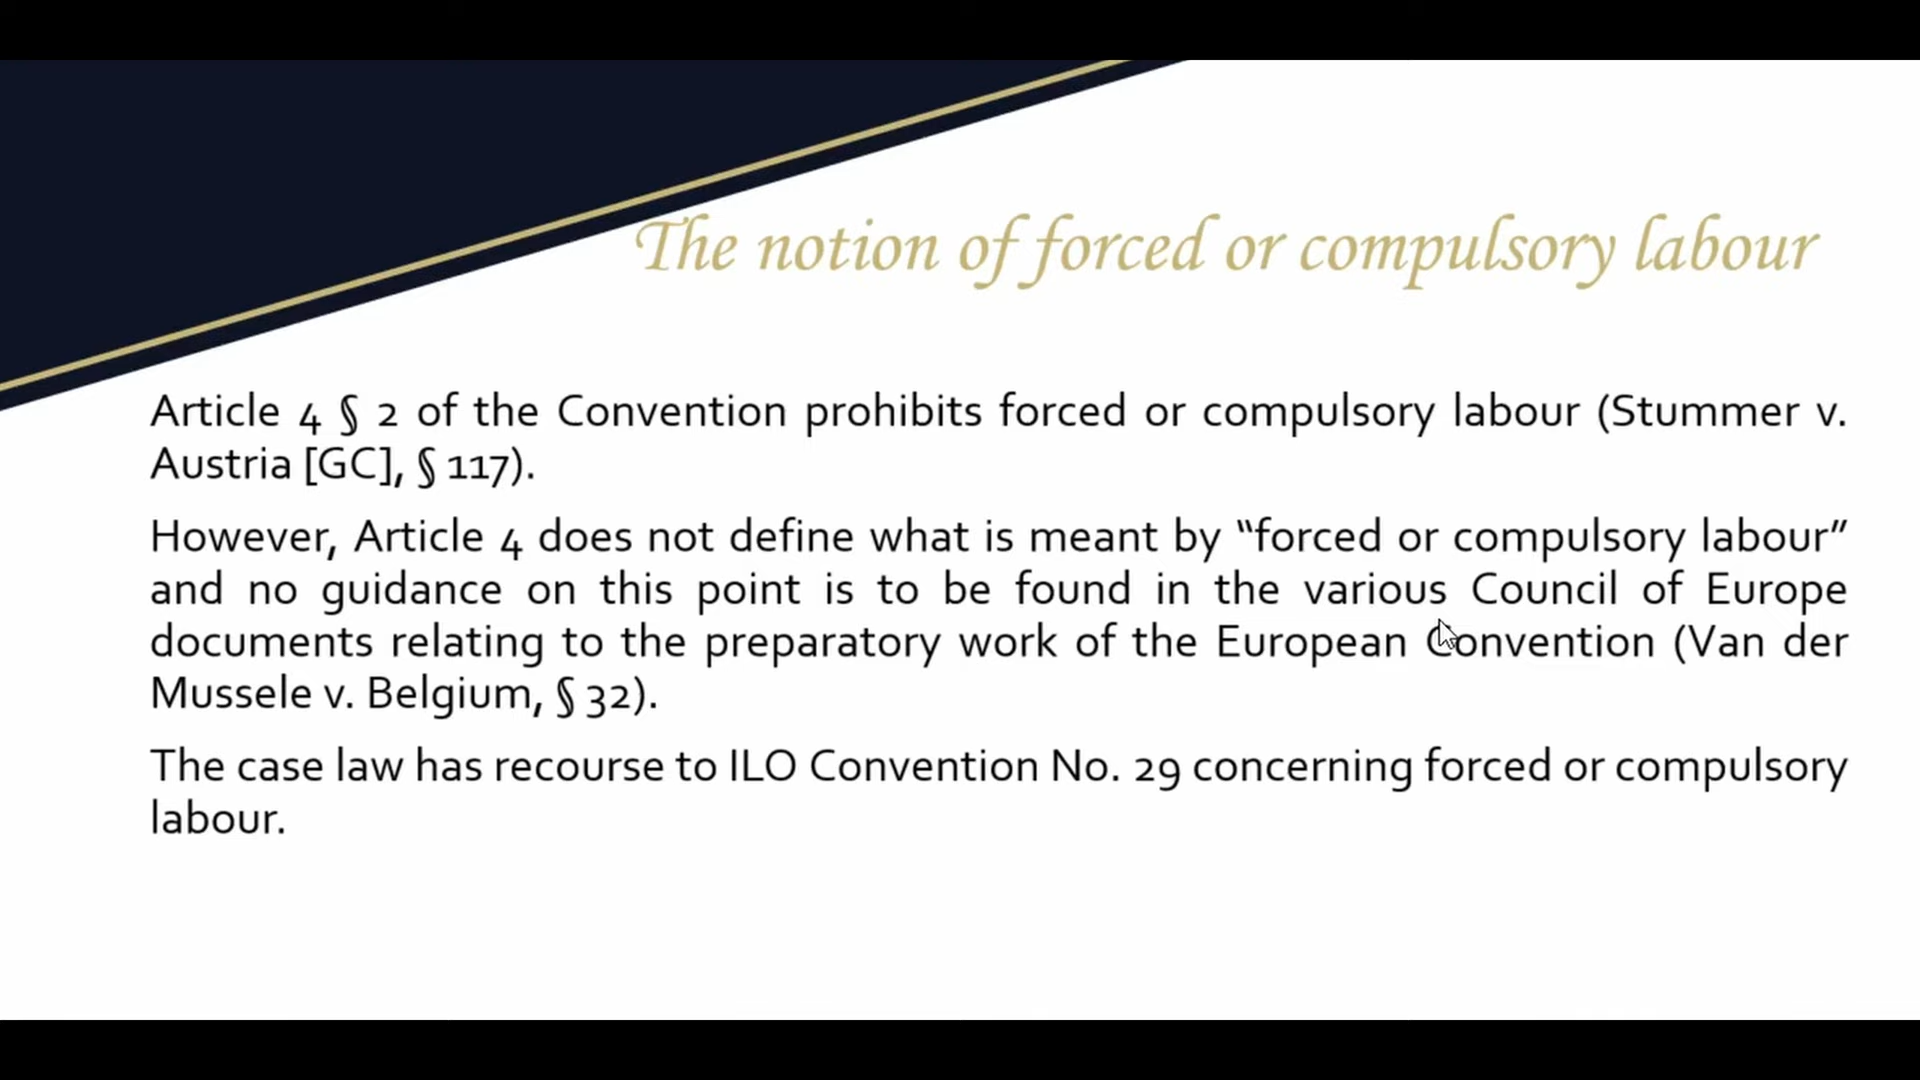 The notion of forced or compulsory labour
Article 4 § 2 of the Convention prohibits forced or compulsory labour (Stummer v.
Austria [GC], § 117).
However, Article 4 does not define what is meant by “forced or compulsory labour”
and no guidance on this point is to be found in the various Council of Europe
documents relating to the preparatory work of the European Convention (Van der
Mussele v. Belgium, § 32).
The case law has recourse to ILO Convention No. 29 concerning forced or compulsory
labour.